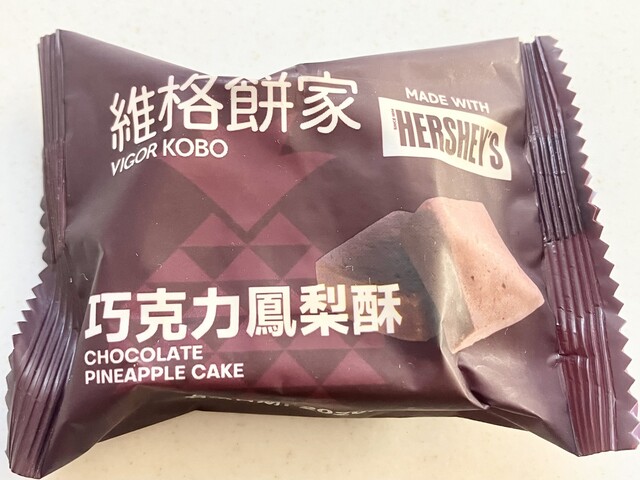 維格餅家
VIGOR KOBO
MADE WITH
HERSHEY'S
巧克力鳳梨酥
CHOCOLATE
PINEAPPLE CAKE